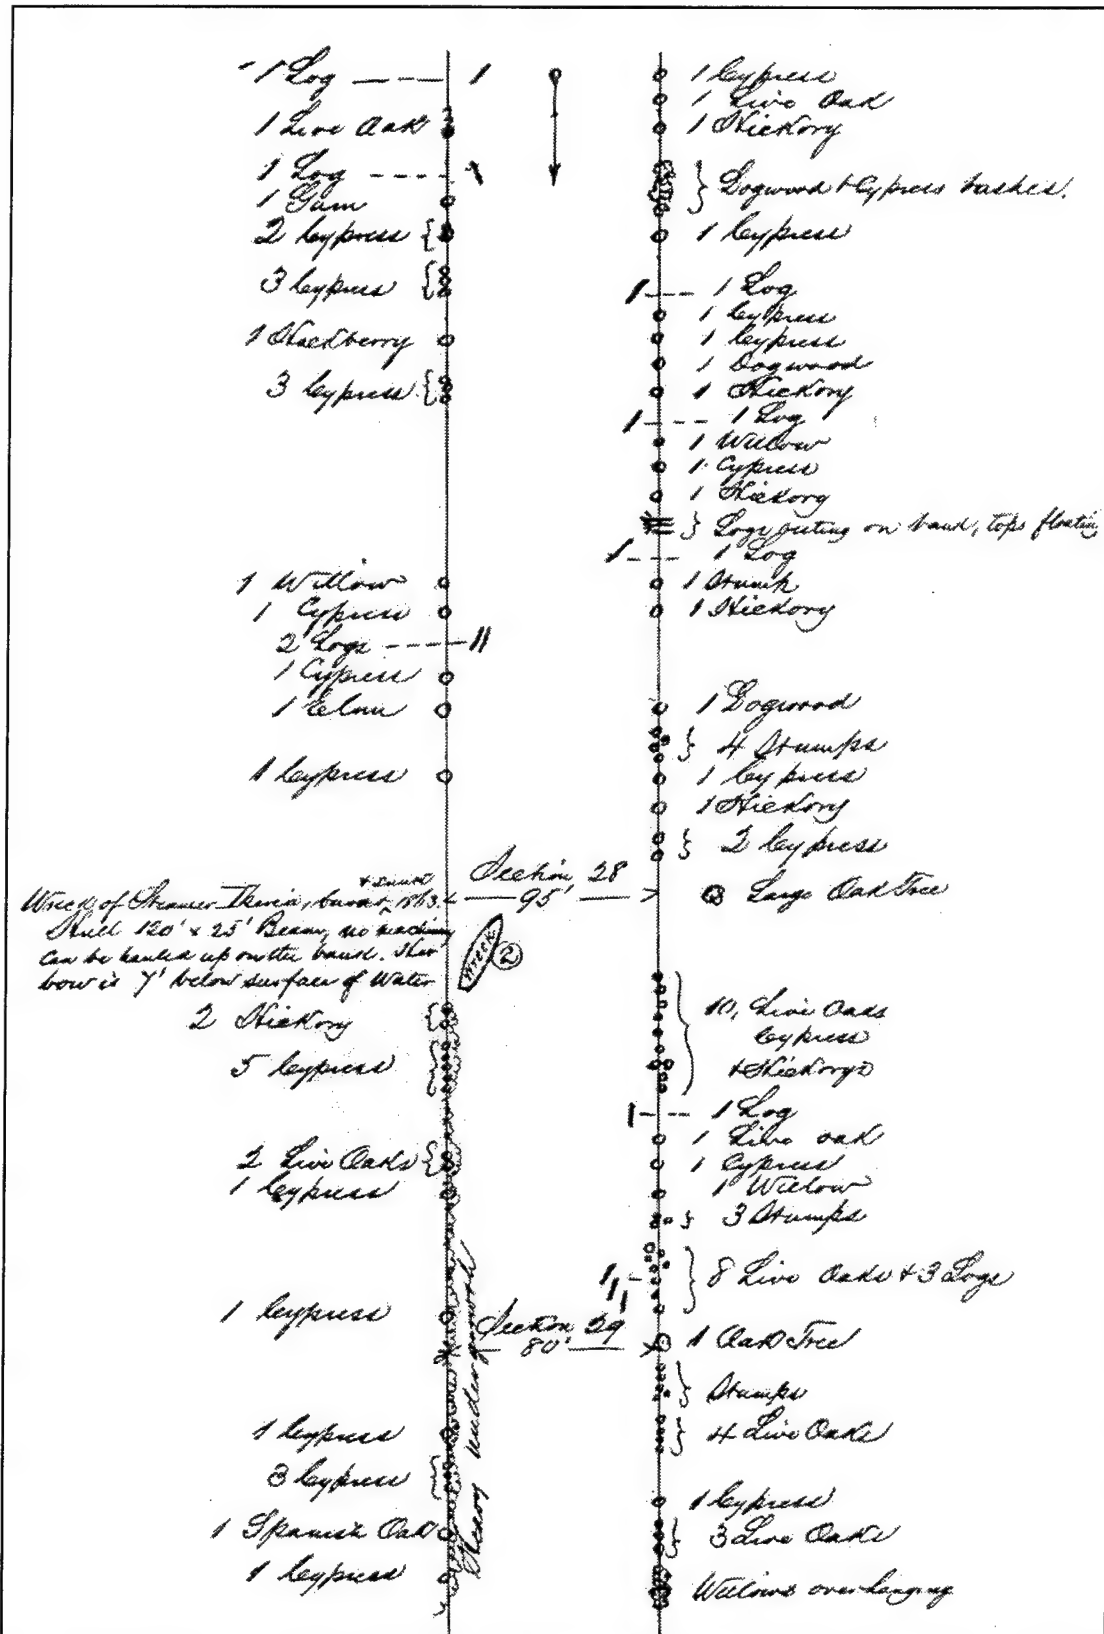 1 Log 1
1 Live Oak
1 Log
1 Gum
2 Cypress
3 Cypress
1 Hackberry
3 Cypress
1 Willow
1 Cypress
2 Logs
1 Cypress
1 Elm
1 Cypress
Wreck of Steamer Iberia, burnt & sunk 1863.
Hull 120' x 25' Beam, no
can be hauled up on the bank. Her
bow is 7' below surface of Water
Wreck 2
2 Hickory
5 Cypress
2 Live Oaks
1 Cypress
1 Cypress
1 Cypress
3 Cypress
1 Spanish Oak
1 Cypress
Heavy undergrowth
Section 28
95'
Section 29
80'
1 Cypress
1 Live Oak
1 Hickory
Dogwood & Cypress bushes.
1 Cypress
1 Log
1 Cypress
1 Cypress
1 Dogwood
1 Hickory
1 Log
1 Willow
1 Cypress
1 Hickory
Logs on bank, tops floating
1 Log
1 Stump
1 Hickory
1 Dogwood
4 Stumps
1 Cypress
1 Hickory
2 Cypress
Large Oak Tree
10, Live Oaks
Cypress
& Hickorys
1 Log
1 Live oak
1 Cypress
1 Willow
3 Stumps
8 Live Oaks & 3 Logs
1 Oak Tree
Stumps
4 Live Oaks
1 Cypress
3 Live Oaks
Willows overhanging